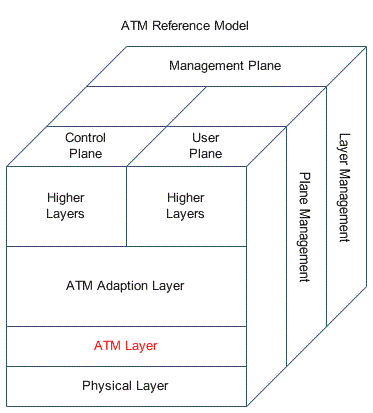 ATM Reference Model
Management Plane
Control
Plane
User
Plane
Higher
Layers
Higher
Layers
Plane Management
Layer Management
ATM Adaption Layer
ATM Layer
Physical Layer